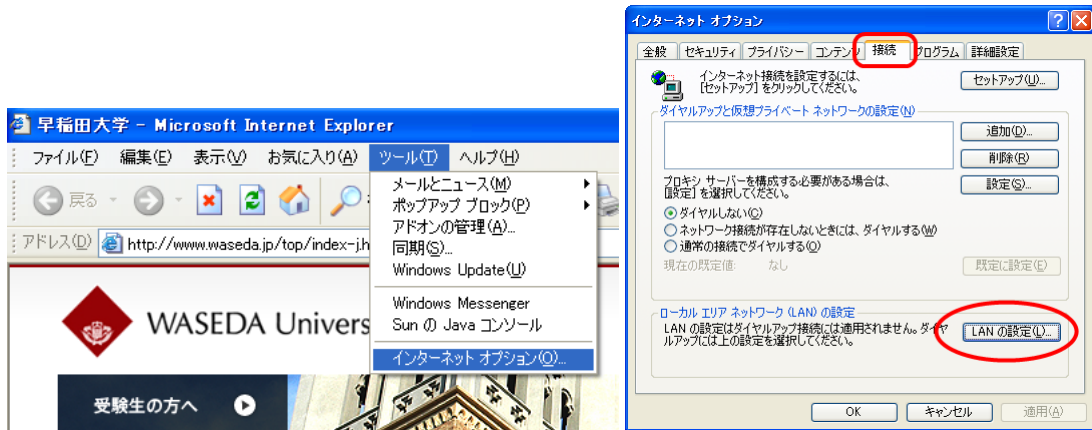 早稲田大学 - Microsoft Internet Explorer
ファイル(F) 編集(E) 表示(V) お気に入り(A) ツール(T) ヘルプ(H)
戻る
アドレス(D) http://www.waseda.jp/top/index-j.h
メールとニュース(M)
ポップアップ ブロック(P)
アドオンの管理(A)...
同期(S)...
Windows Update(U)
Windows Messenger
Sun の Java コンソール
インターネット オプション(O)...
WASEDA Univers
受験生の方へ
インターネット オプション
全般 セキュリティ プライバシー コンテンツ 接続 プログラム 詳細設定
インターネット接続を設定するには、
[セットアップ] をクリックしてください。
セットアップ(U)...
ダイヤルアップと仮想プライベート ネットワークの設定(N)
追加(D)...
削除(R)
プロキシ サーバーを構成する必要がある場合は、
[設定] を選択してください。
設定(S)...
ダイヤルしない(C)
ネットワーク接続が存在しないときには、ダイヤルする(W)
通常の接続でダイヤルする(O)
現在の既定値: なし
既定に設定(E)
ローカル エリア ネットワーク (LAN) の設定
LAN の設定はダイヤルアップ接続には適用されません。ダイヤ
ルアップには上の設定を選択してください。
LAN の設定(L)...
OK キャンセル 適用(A)